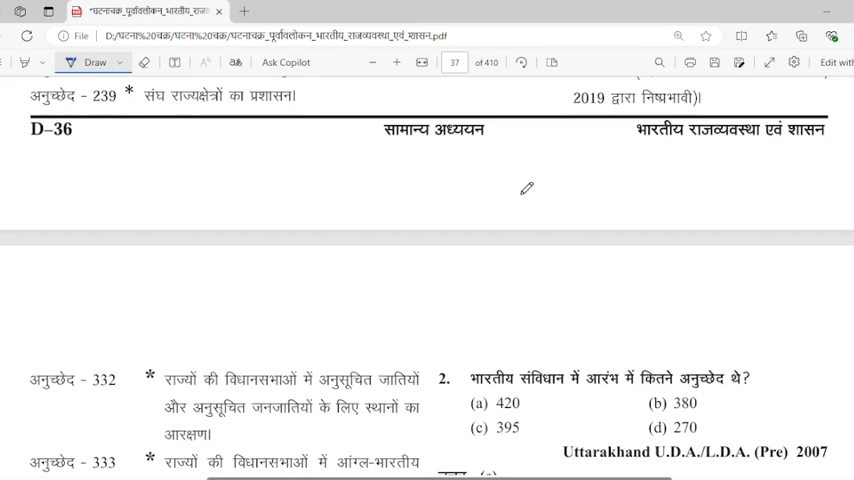 *घटनाचक्र_पूर्वावलोकन_भारतीय_राजव
File D:/घटना%20चक्र/घटना%20चक्र/घटनाचक्र_पूर्वावलोकन_भारतीय_राजव्यवस्था_एवं_शासन.pdf
Draw Ask Copilot 37 of 410 Edit with
अनुच्छेद - 239 * संघ राज्यक्षेत्रों का प्रशासन।
2019 द्वारा निष्प्रभावी)।
D–36 सामान्य अध्ययन भारतीय राजव्यवस्था एवं शासन
अनुच्छेद - 332 * राज्यों की विधानसभाओं में अनुसूचित जातियों
और अनुसूचित जनजातियों के लिए स्थानों का
आरक्षण।
अनुच्छेद - 333 * राज्यों की विधानसभाओं में आंग्ल-भारतीय
2. भारतीय संविधान में आरंभ में कितने अनुच्छेद थे?
(a) 420 (b) 380
(c) 395 (d) 270
Uttarakhand U.D.A./L.D.A. (Pre) 2007